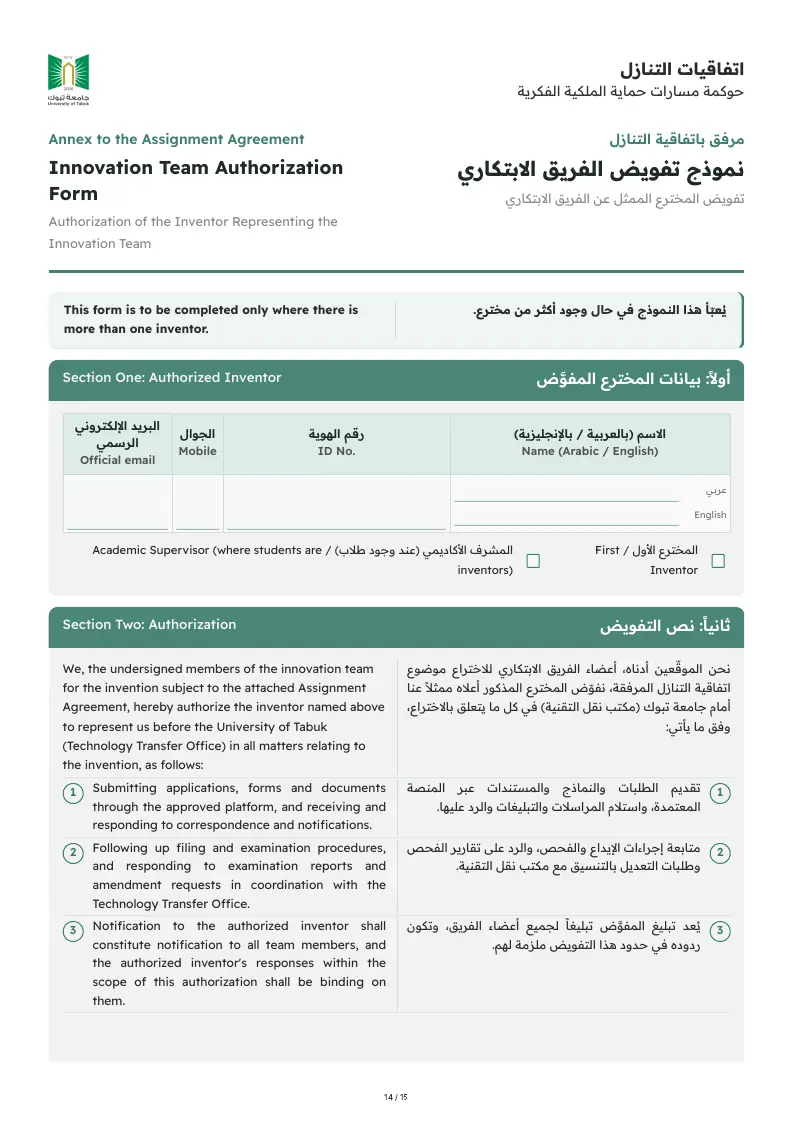 جامعة تبوك
University of Tabuk
اتفاقيات التنازل
حوكمة مسارات حماية الملكية الفكرية
Annex to the Assignment Agreement
Innovation Team Authorization
Form
Authorization of the Inventor Representing the
Innovation Team
مرفق باتفاقية التنازل
نموذج تفويض الفريق الابتكاري
تفويض المخترع الممثل عن الفريق الابتكاري
This form is to be completed only where there is
more than one inventor.
يُعبّأ هذا النموذج في حال وجود أكثر من مخترع.
Section One: Authorized Inventor
أولاً: بيانات المخترع المفوَّض
الاسم (بالعربية / بالإنجليزية)
Name (Arabic / English)
رقم الهوية
ID No.
الجوال
Mobile
البريد الإلكتروني
الرسمي
Official email
عربي
English
المخترع الأول / First
Inventor
المشرف الأكاديمي (عند وجود طلاب) / Academic Supervisor (where students are
inventors)
Section Two: Authorization
ثانياً: نص التفويض
We, the undersigned members of the innovation team
for the invention subject to the attached Assignment
Agreement, hereby authorize the inventor named above
to represent us before the University of Tabuk
(Technology Transfer Office) in all matters relating to
the invention, as follows:
نحن الموقّعين أدناه، أعضاء الفريق الابتكاري للاختراع موضوع
اتفاقية التنازل المرفقة، نفوّض المخترع المذكور أعلاه ممثلاً عنا
أمام جامعة تبوك (مكتب نقل التقنية) في كل ما يتعلق بالاختراع،
وفق ما يأتي:
1
Submitting applications, forms and documents
through the approved platform, and receiving and
responding to correspondence and notifications.
1
تقديم الطلبات والنماذج والمستندات عبر المنصة
المعتمدة، واستلام المراسلات والتبليغات والرد عليها.
2
Following up filing and examination procedures,
and responding to examination reports and
amendment requests in coordination with the
Technology Transfer Office.
2
متابعة إجراءات الإيداع والفحص، والرد على تقارير الفحص
وطلبات التعديل بالتنسيق مع مكتب نقل التقنية.
3
Notification to the authorized inventor shall
constitute notification to all team members, and
the authorized inventor's responses within the
scope of this authorization shall be binding on
them.
3
يُعد تبليغ المفوَّض تبليغاً لجميع أعضاء الفريق، وتكون
ردوده في حدود هذا التفويض ملزمة لهم.
14 / 15